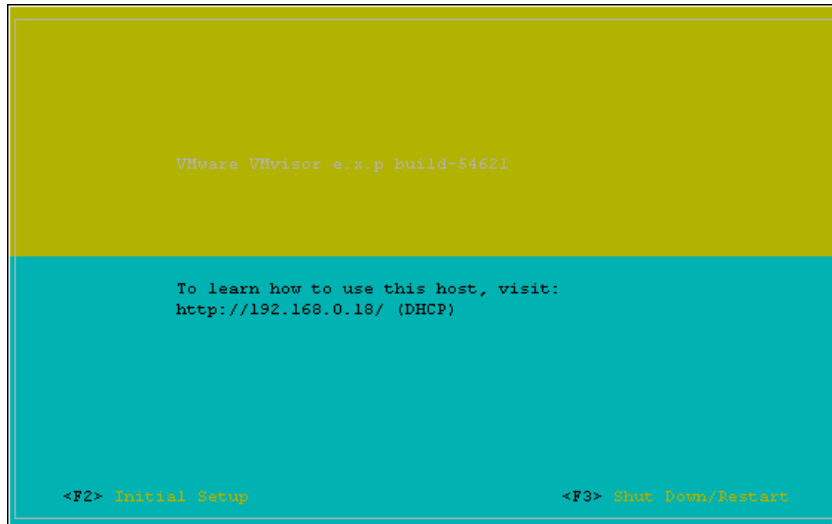 VMware VMvisor e.x.p build-54621
To learn how to use this host, visit:
http://192.168.0.18/ (DHCP)
<F2> Initial Setup <F3> Shut Down/Restart